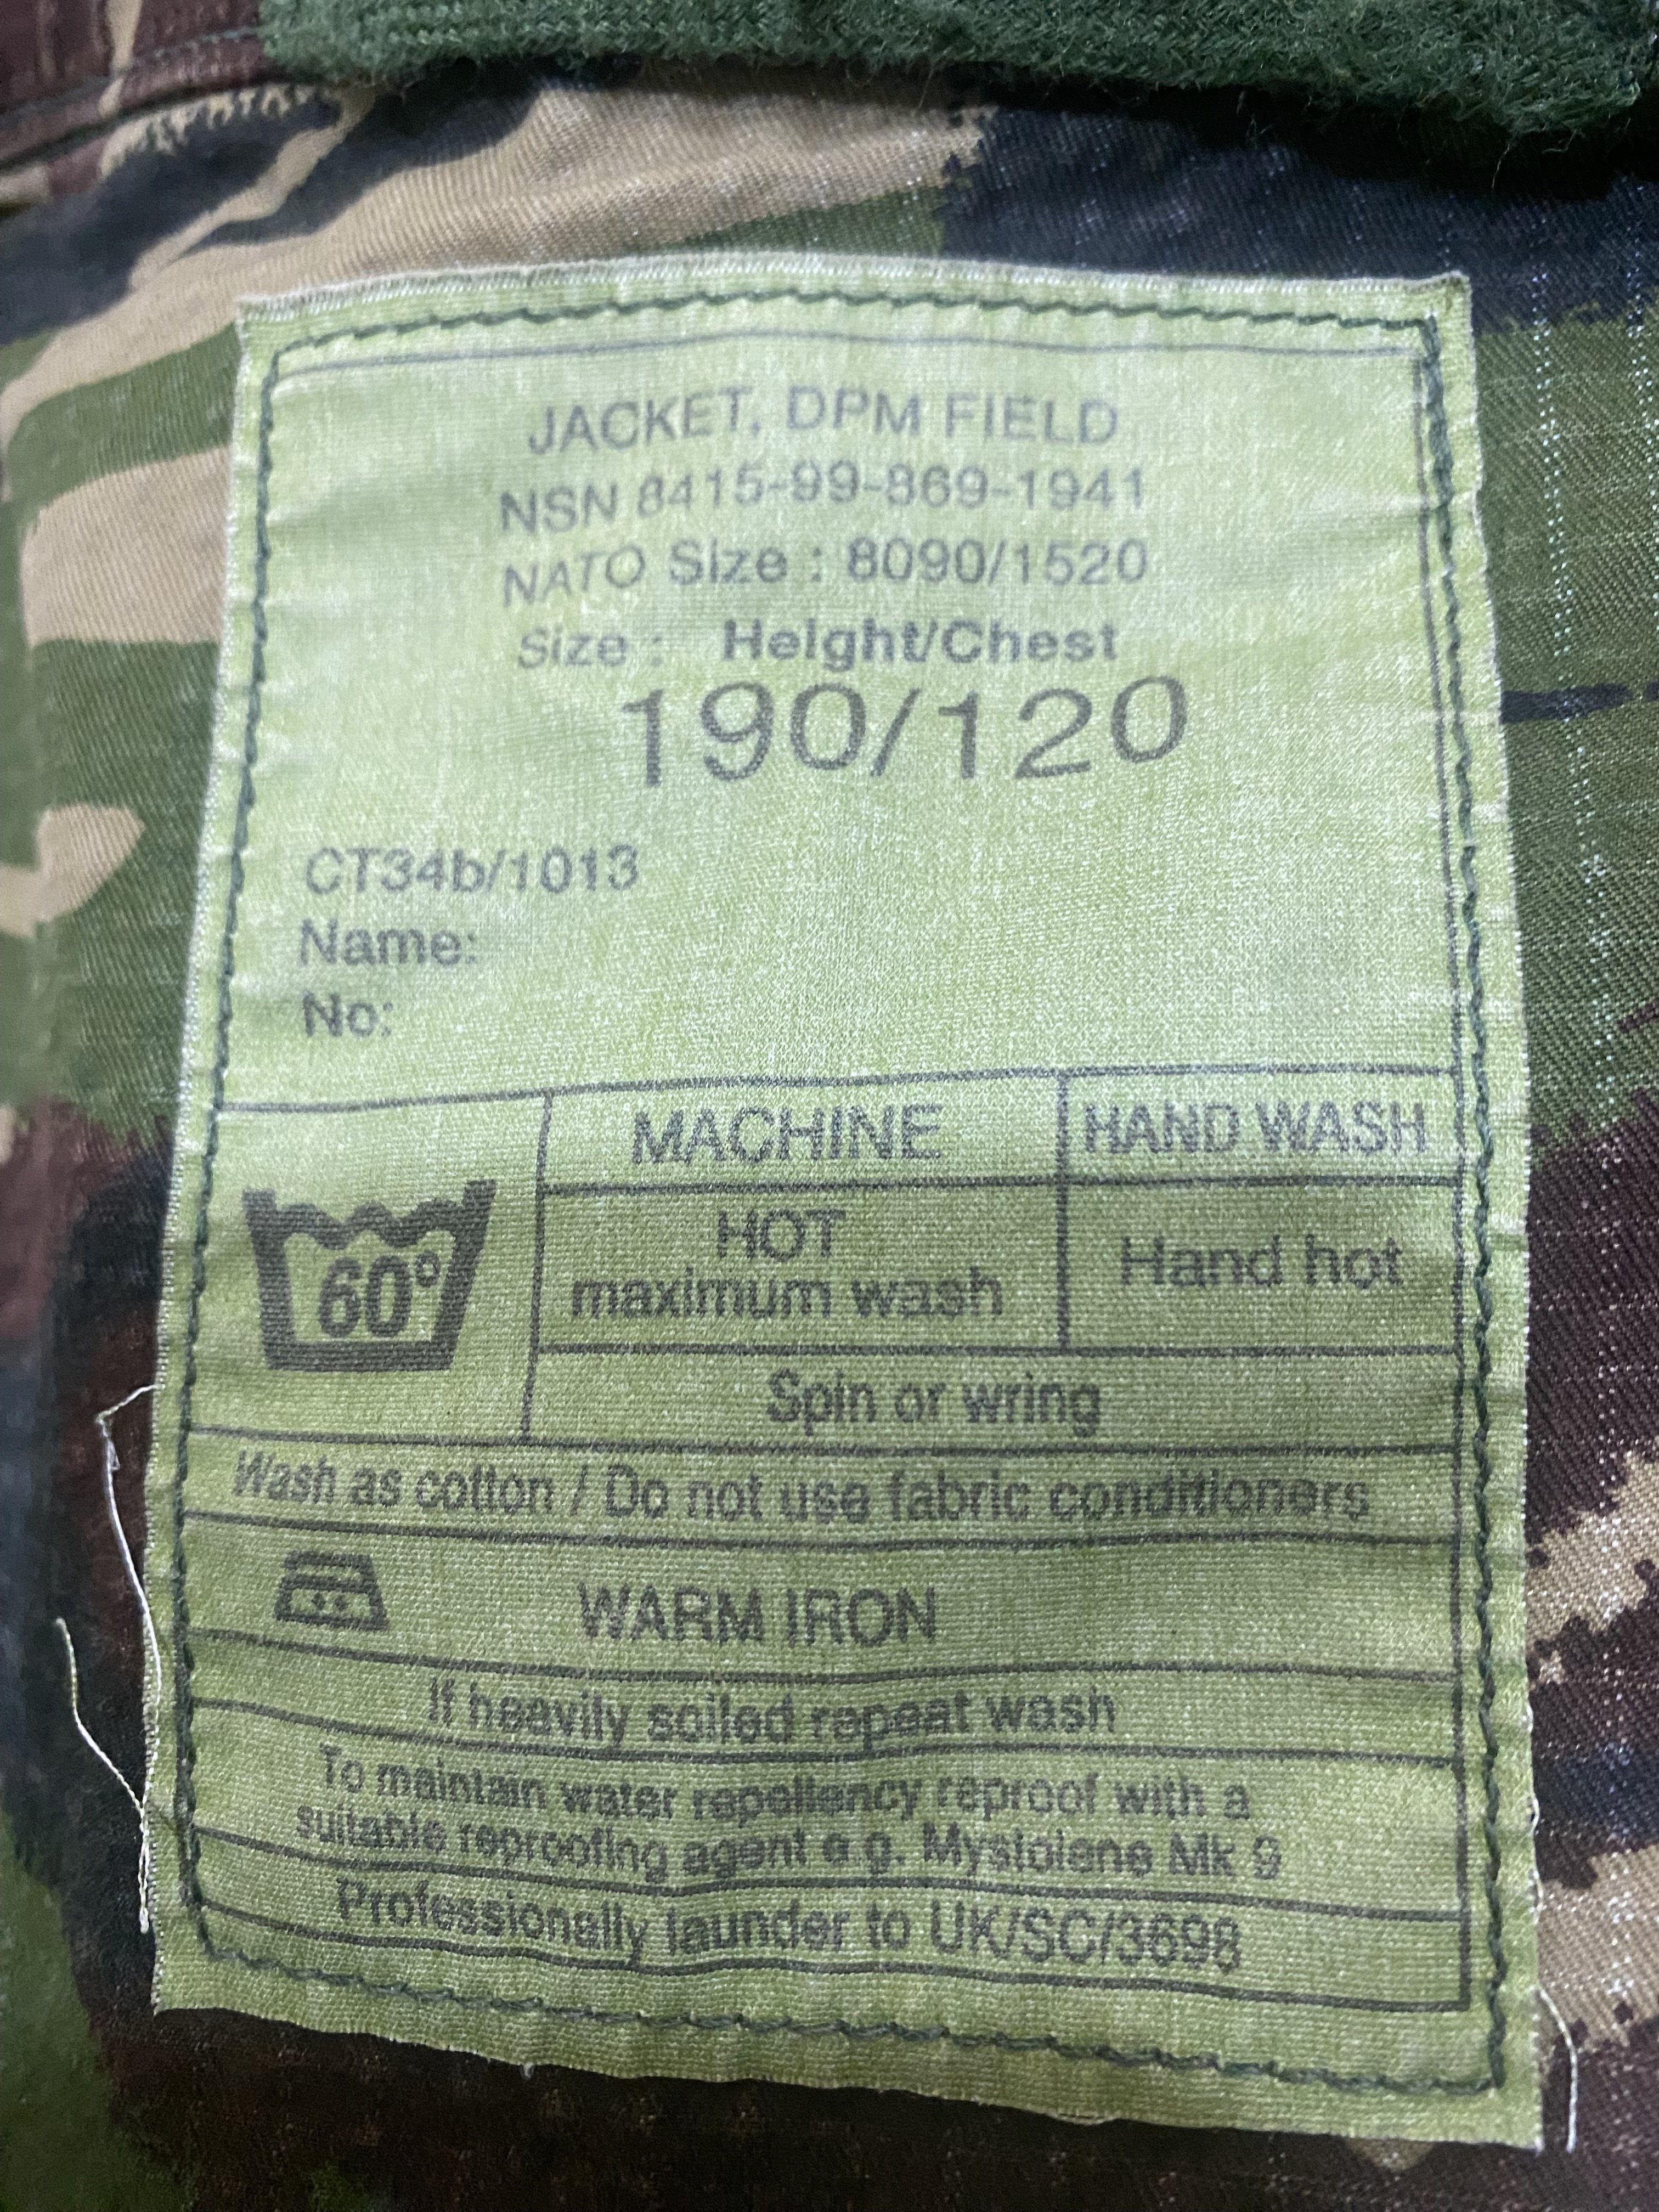 JACKET, DPM FIELD
NSN 8415-99-869-1941
NATO Size : 8090/1520
Size : Height/Chest
190/120
CT34b/1013
Name:
No:
MACHINE HAND WASH
60° HOT Hand hot
maximum wash
Spin or wring
Wash as cotton / Do not use fabric conditioners
WARM IRON
If heavily soiled repeat wash
To maintain water repellency reproof with a
suitable reproofing agent e.g. Mystolene Mk 9
Professionally launder to UK/SC/3698